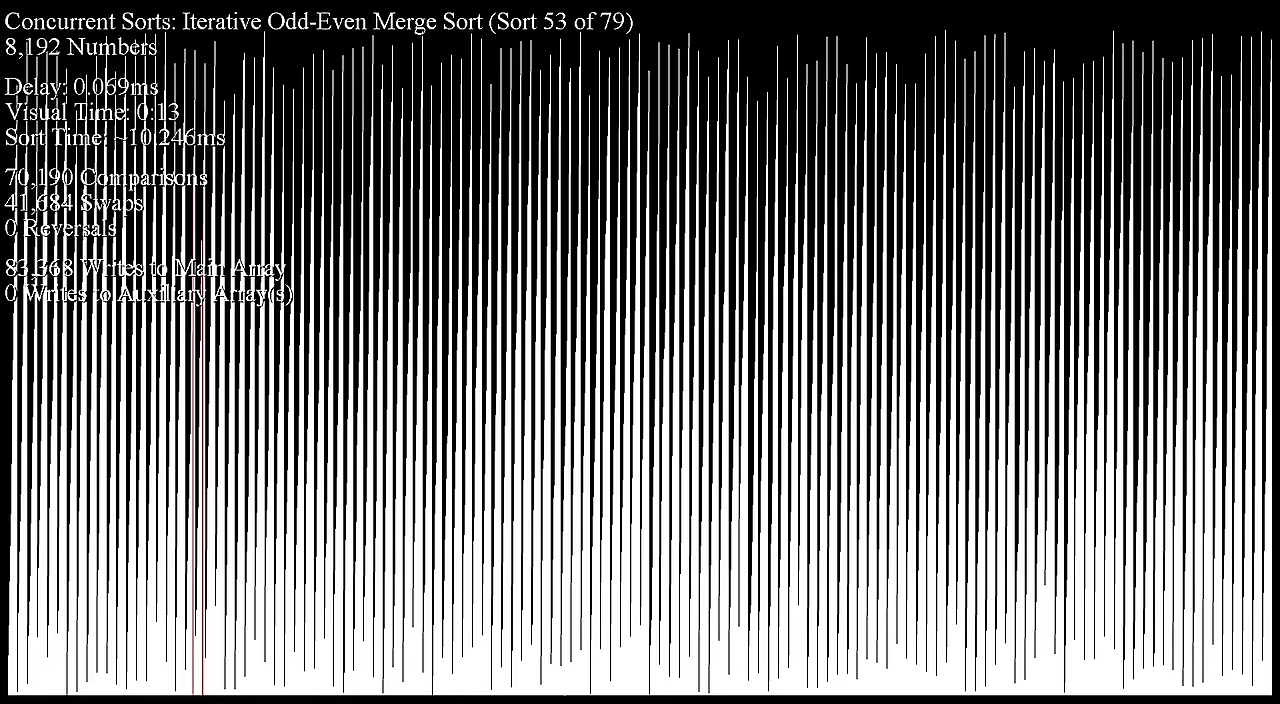 Concurrent Sorts: Iterative Odd-Even Merge Sort (Sort 53 of 79)
8,192 Numbers
Delay: 0.069ms
Visual Time: 0:13
Sort Time: ~10.246ms
70,190 Comparisons
41,684 Swaps
0 Reversals
83,368 Writes to Main Array
0 Writes to Auxiliary Array(s)